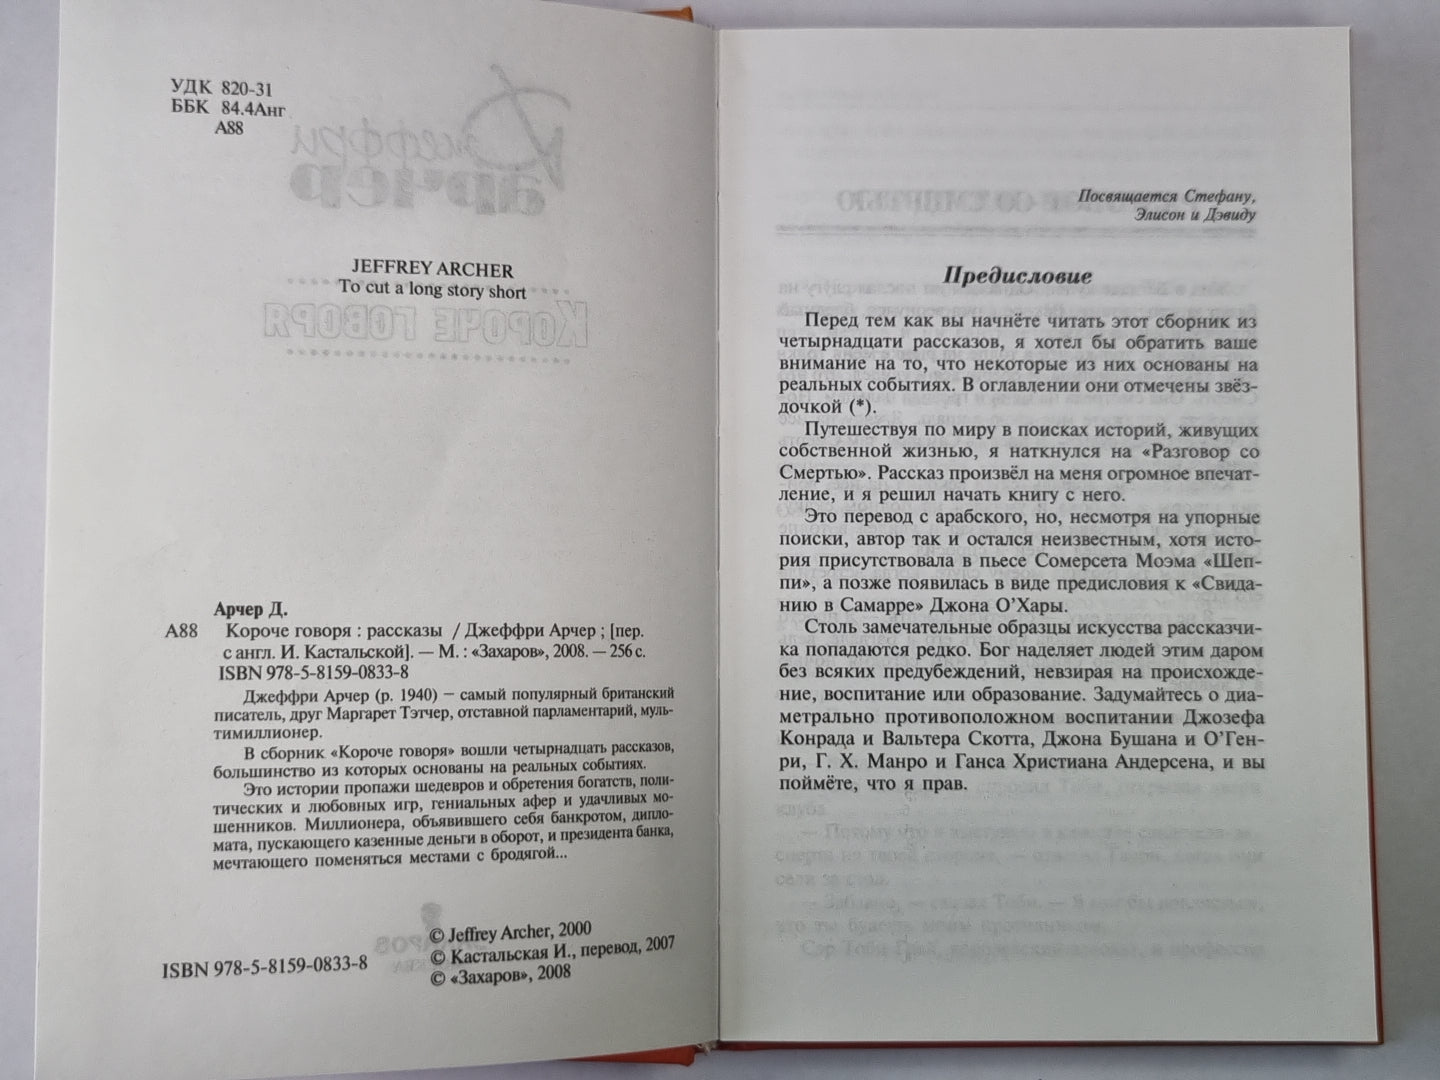 УДК 820-31
ББК 84.4Анг
А88
Джеффри
арчер
JEFFREY ARCHER
To cut a long story short
Короче говоря
Арчер Д.
А88 Короче говоря : рассказы / Джеффри Арчер ; [пер.
с англ. И. Кастальской]. — М. : «Захаров», 2008. — 256 с.
ISBN 978-5-8159-0833-8
Джеффри Арчер (р. 1940) – самый популярный британский
писатель, друг Маргарет Тэтчер, отставной парламентарий, муль-
тимиллионер.
В сборник «Короче говоря» вошли четырнадцать рассказов,
большинство из которых основаны на реальных событиях.
Это истории пропажи шедевров и обретения богатств, поли-
тических и любовных игр, гениальных афер и удачливых мо-
шенников. Миллионера, объявившего себя банкротом, дипло-
мата, пускающего казенные деньги в оборот, и президента банка,
мечтающего поменяться местами с бродягой...
© Jeffrey Archer, 2000
© Кастальская И., перевод, 2007
© «Захаров», 2008
ISBN 978-5-8159-0833-8
Посвящается Стефану,
Элисон и Дэвиду
Предисловие
Перед тем как вы начнёте читать этот сборник из
четырнадцати рассказов, я хотел бы обратить ваше
внимание на то, что некоторые из них основаны на
реальных событиях. В оглавлении они отмечены звёз-
дочкой (*).
Путешествуя по миру в поисках историй, живущих
собственной жизнью, я наткнулся на «Разговор со
Смертью». Рассказ произвёл на меня огромное впечат-
ление, и я решил начать книгу с него.
Это перевод с арабского, но, несмотря на упорные
поиски, автор так и остался неизвестным, хотя исто-
рия присутствовала в пьесе Сомерсета Моэма «Шеп-
пи», а позже появилась в виде предисловия к «Свида-
нию в Самарре» Джона О’Хары.
Столь замечательные образцы искусства рассказчи-
ка попадаются редко. Бог наделяет людей этим даром
без всяких предубеждений, невзирая на происхожде-
ние, воспитание или образование. Задумайтесь о диа-
метрально противоположном воспитании Джозефа
Конрада и Вальтера Скотта, Джона Бушана и О’Ген-
ри, Г. Х. Манро и Ганса Христиана Андерсена, и вы
поймёте, что я прав.